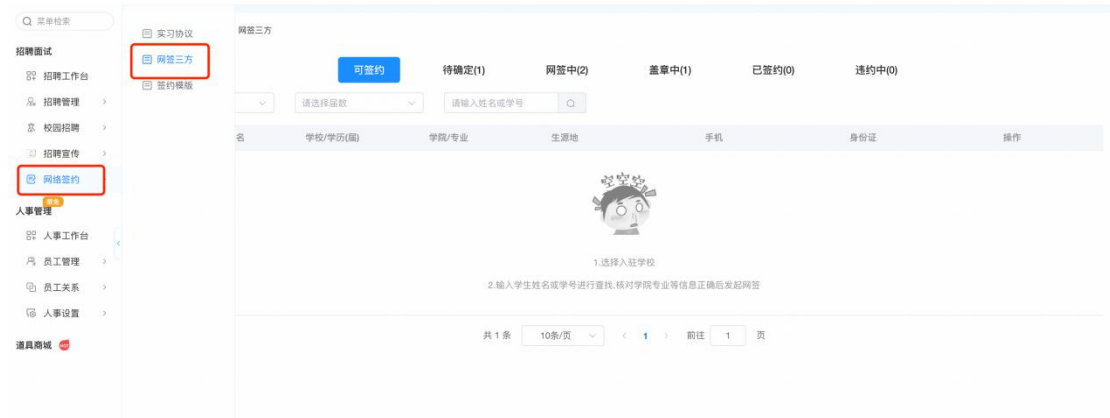 菜单检索
招聘面试
招聘工作台
招聘管理
校园招聘
招聘宣传
网络签约
限免
人事管理
人事工作台
员工管理
员工关系
人事设置
道具商城 HOT
实习协议
网签三方
签约模版
网签三方
可签约 待确定(1) 网签中(2) 盖章中(1) 已签约(0) 违约中(0)
请选择届数 请输入姓名或学号
名 学校/学历(届) 学院/专业 生源地 手机 身份证 操作
空空空
1.选择入驻学校
2.输入学生姓名或学号进行查找,核对学院专业等信息正确后发起网签
共 1 条 10条/页 1 前往 1 页